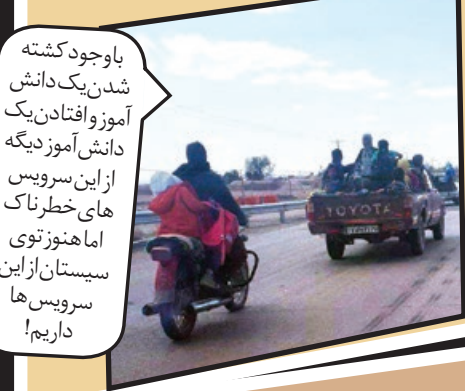 باوجود کشته
شدن یک دانش
آموز و افتادن یک
دانش آموز دیگه
از این سرویس
های خطرناک
اما هنوز توی
سیستان از این
سرویس ها
داریم!
TOYOTA